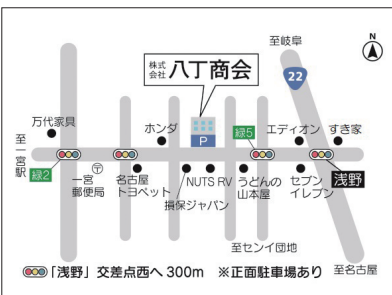 至岐阜
N
株式
会社 八丁商会
22
万代家具
ホンダ
緑5
エディオン
すき家
P
至一宮駅
緑2
〒
一宮
郵便局
名古屋
トヨペット
NUTS RV
損保ジャパン
うどんの
山本屋
セブン
イレブン
浅野
至センイ団地
至名古屋
「浅野」交差点西へ300m ※正面駐車場あり